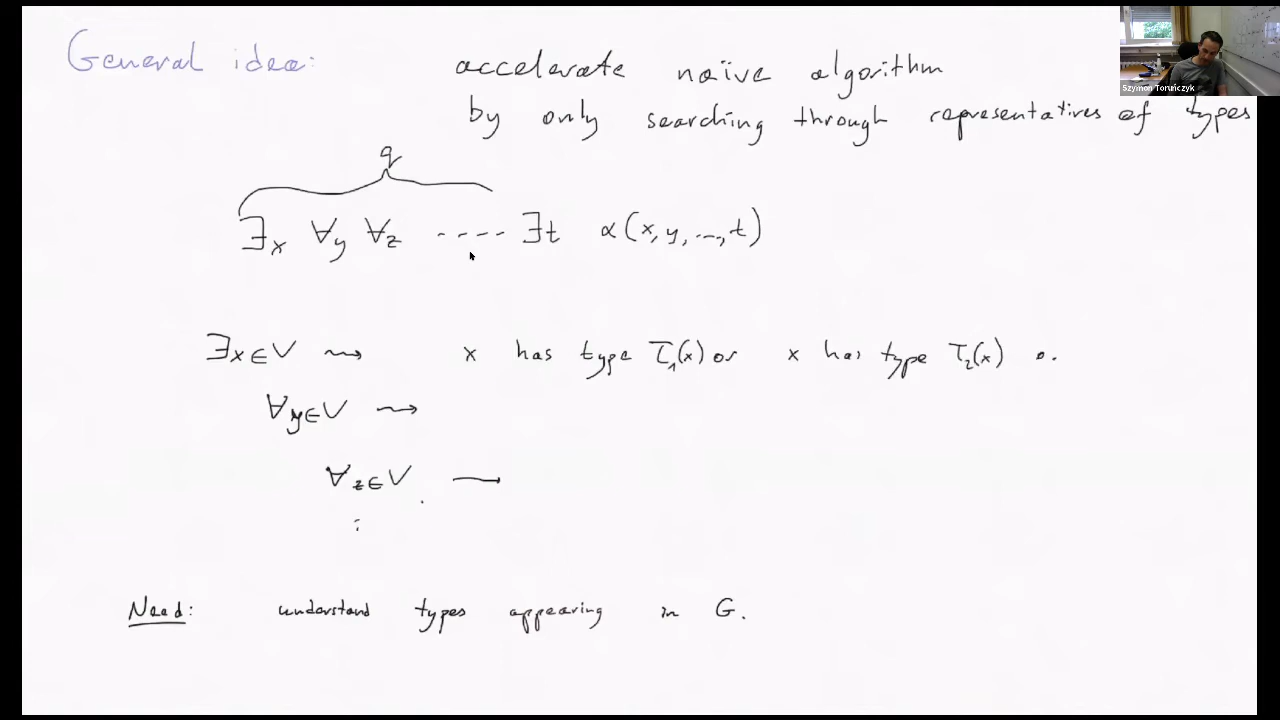 General idea: accelerate naïve algorithm
by only searching through representatives of types
Szymon Toruńczyk
q
∃x ∀y ∀z ---- ∃t α(x, y, ..., t)
∃x∈V ⇝ x has type τ₁(x) or x has type τ₂(x) ..
∀y∈V ⇝
∀z∈V —
:
Need: understand types appearing in G.